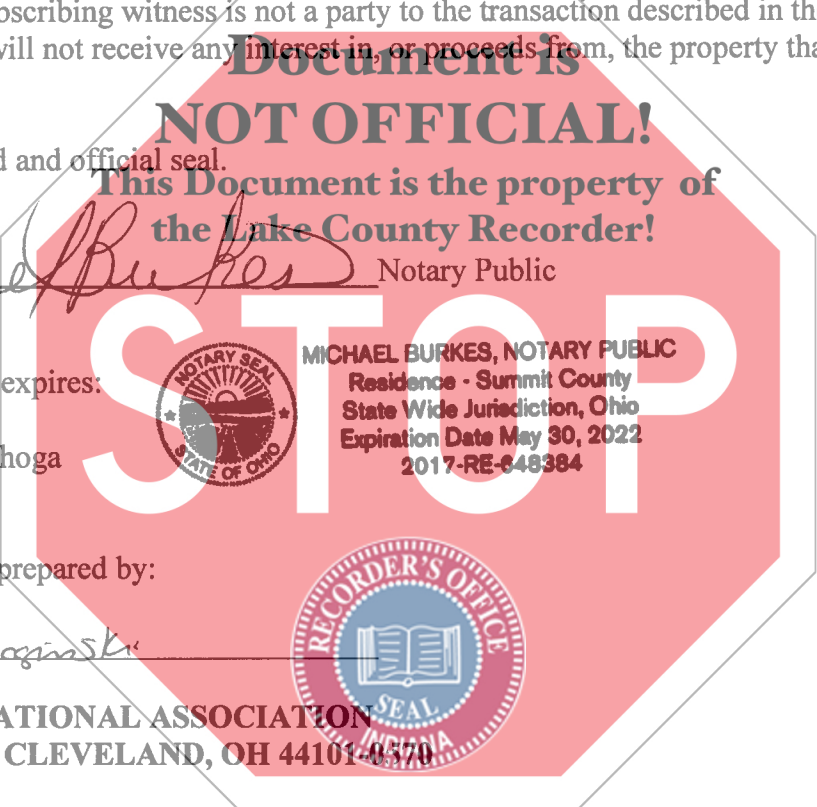 bscribing witness is not a party to the transaction described in th
will not receive any interest in, or proceeds from, the property tha
Document is
NOT OFFICIAL!
d and official seal.
This Document is the property of
the Lake County Recorder!
Burkes
Notary Public
STOP
expires:
NOTARY SEAL
STATE OF OHIO
MICHAEL BURKES, NOTARY PUBLIC
Residence - Summit County
State Wide Jurisdiction, Ohio
Expiration Date May 30, 2022
2017-RE-648384
hoga
prepared by:
RECORDER'S OFFICE
SEAL
INDIANA
oginski
ATIONAL ASSOCIATION
CLEVELAND, OH 44101-0570